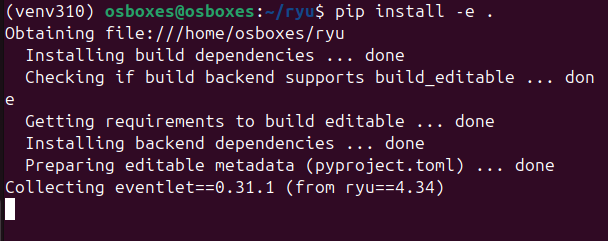 (venv310) osboxes@osboxes:~/ryu$ pip install -e .
Obtaining file:///home/osboxes/ryu
  Installing build dependencies ... done
  Checking if build backend supports build_editable ... don
e
  Getting requirements to build editable ... done
  Installing backend dependencies ... done
  Preparing editable metadata (pyproject.toml) ... done
Collecting eventlet==0.31.1 (from ryu==4.34)